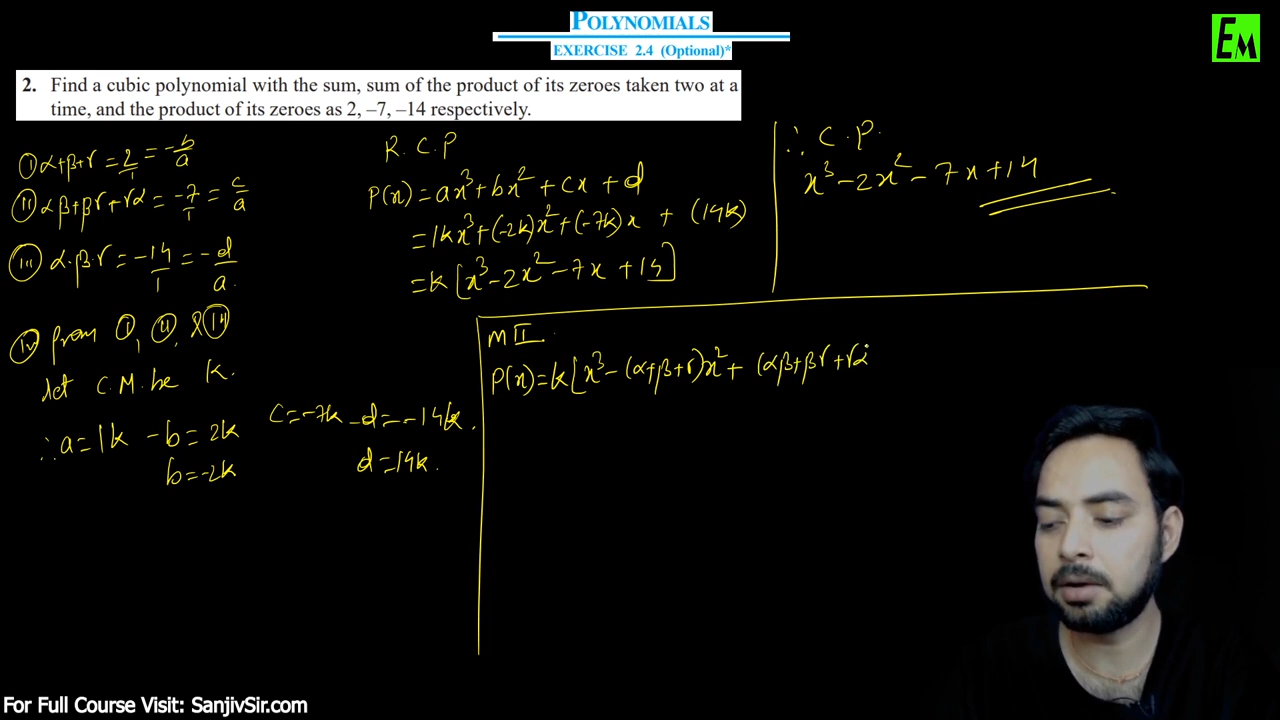 POLYNOMIALS
EXERCISE 2.4 (Optional)*
EM
2. Find a cubic polynomial with the sum, sum of the product of its zeroes taken two at a
time, and the product of its zeroes as 2, –7, –14 respectively.
(I) α+β+γ = 2/1 = -b/a
(II) αβ+βγ+γα = -7/1 = c/a
(III) α·β·γ = -14/1 = -d/a
(IV) from (I), (II), & (III)
let C.M. be k.
∴ a = 1k -b = 2k c = -7k -d = -14k.
b = -2k d = 14k.
R.C.P
P(x) = ax³ + bx² + cx + d
= 1kx³ + (-2k)x² + (-7k)x + (14k)
= k[x³ - 2x² - 7x + 14]
∴ C.P.
x³ - 2x² - 7x + 14
M II.
P(x) = k[x³ - (α+β+γ)x² + (αβ+βγ+γα
For Full Course Visit: SanjivSir.com